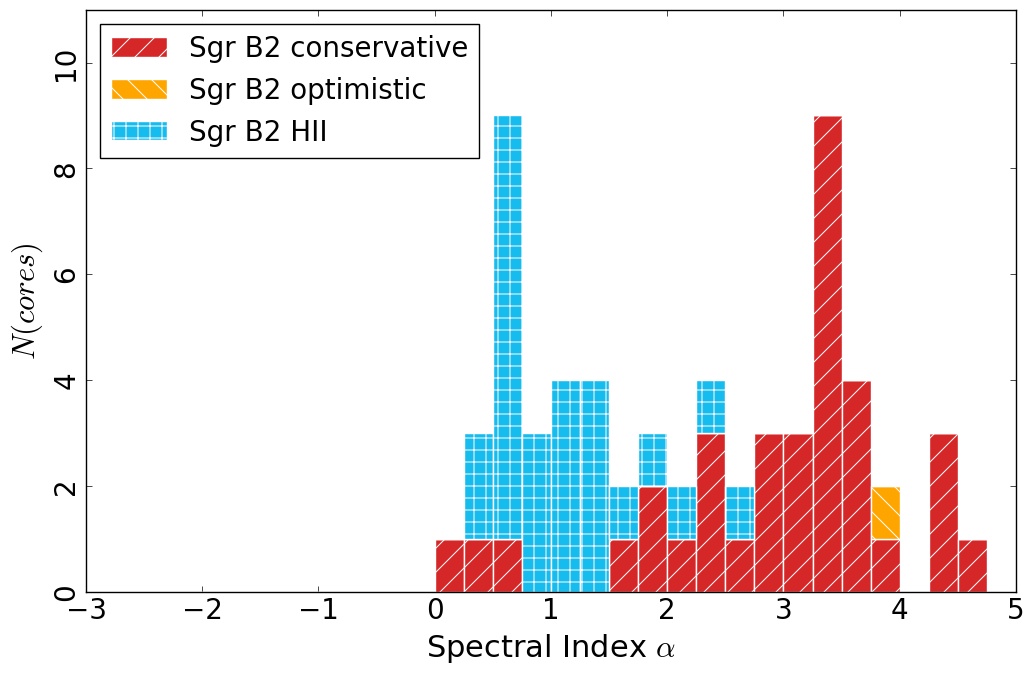 Sgr B2 conservative
Sgr B2 optimistic
Sgr B2 HII
10
8
6
4
2
0
N(cores)
−3 −2 −1 0 1 2 3 4 5
Spectral Index α